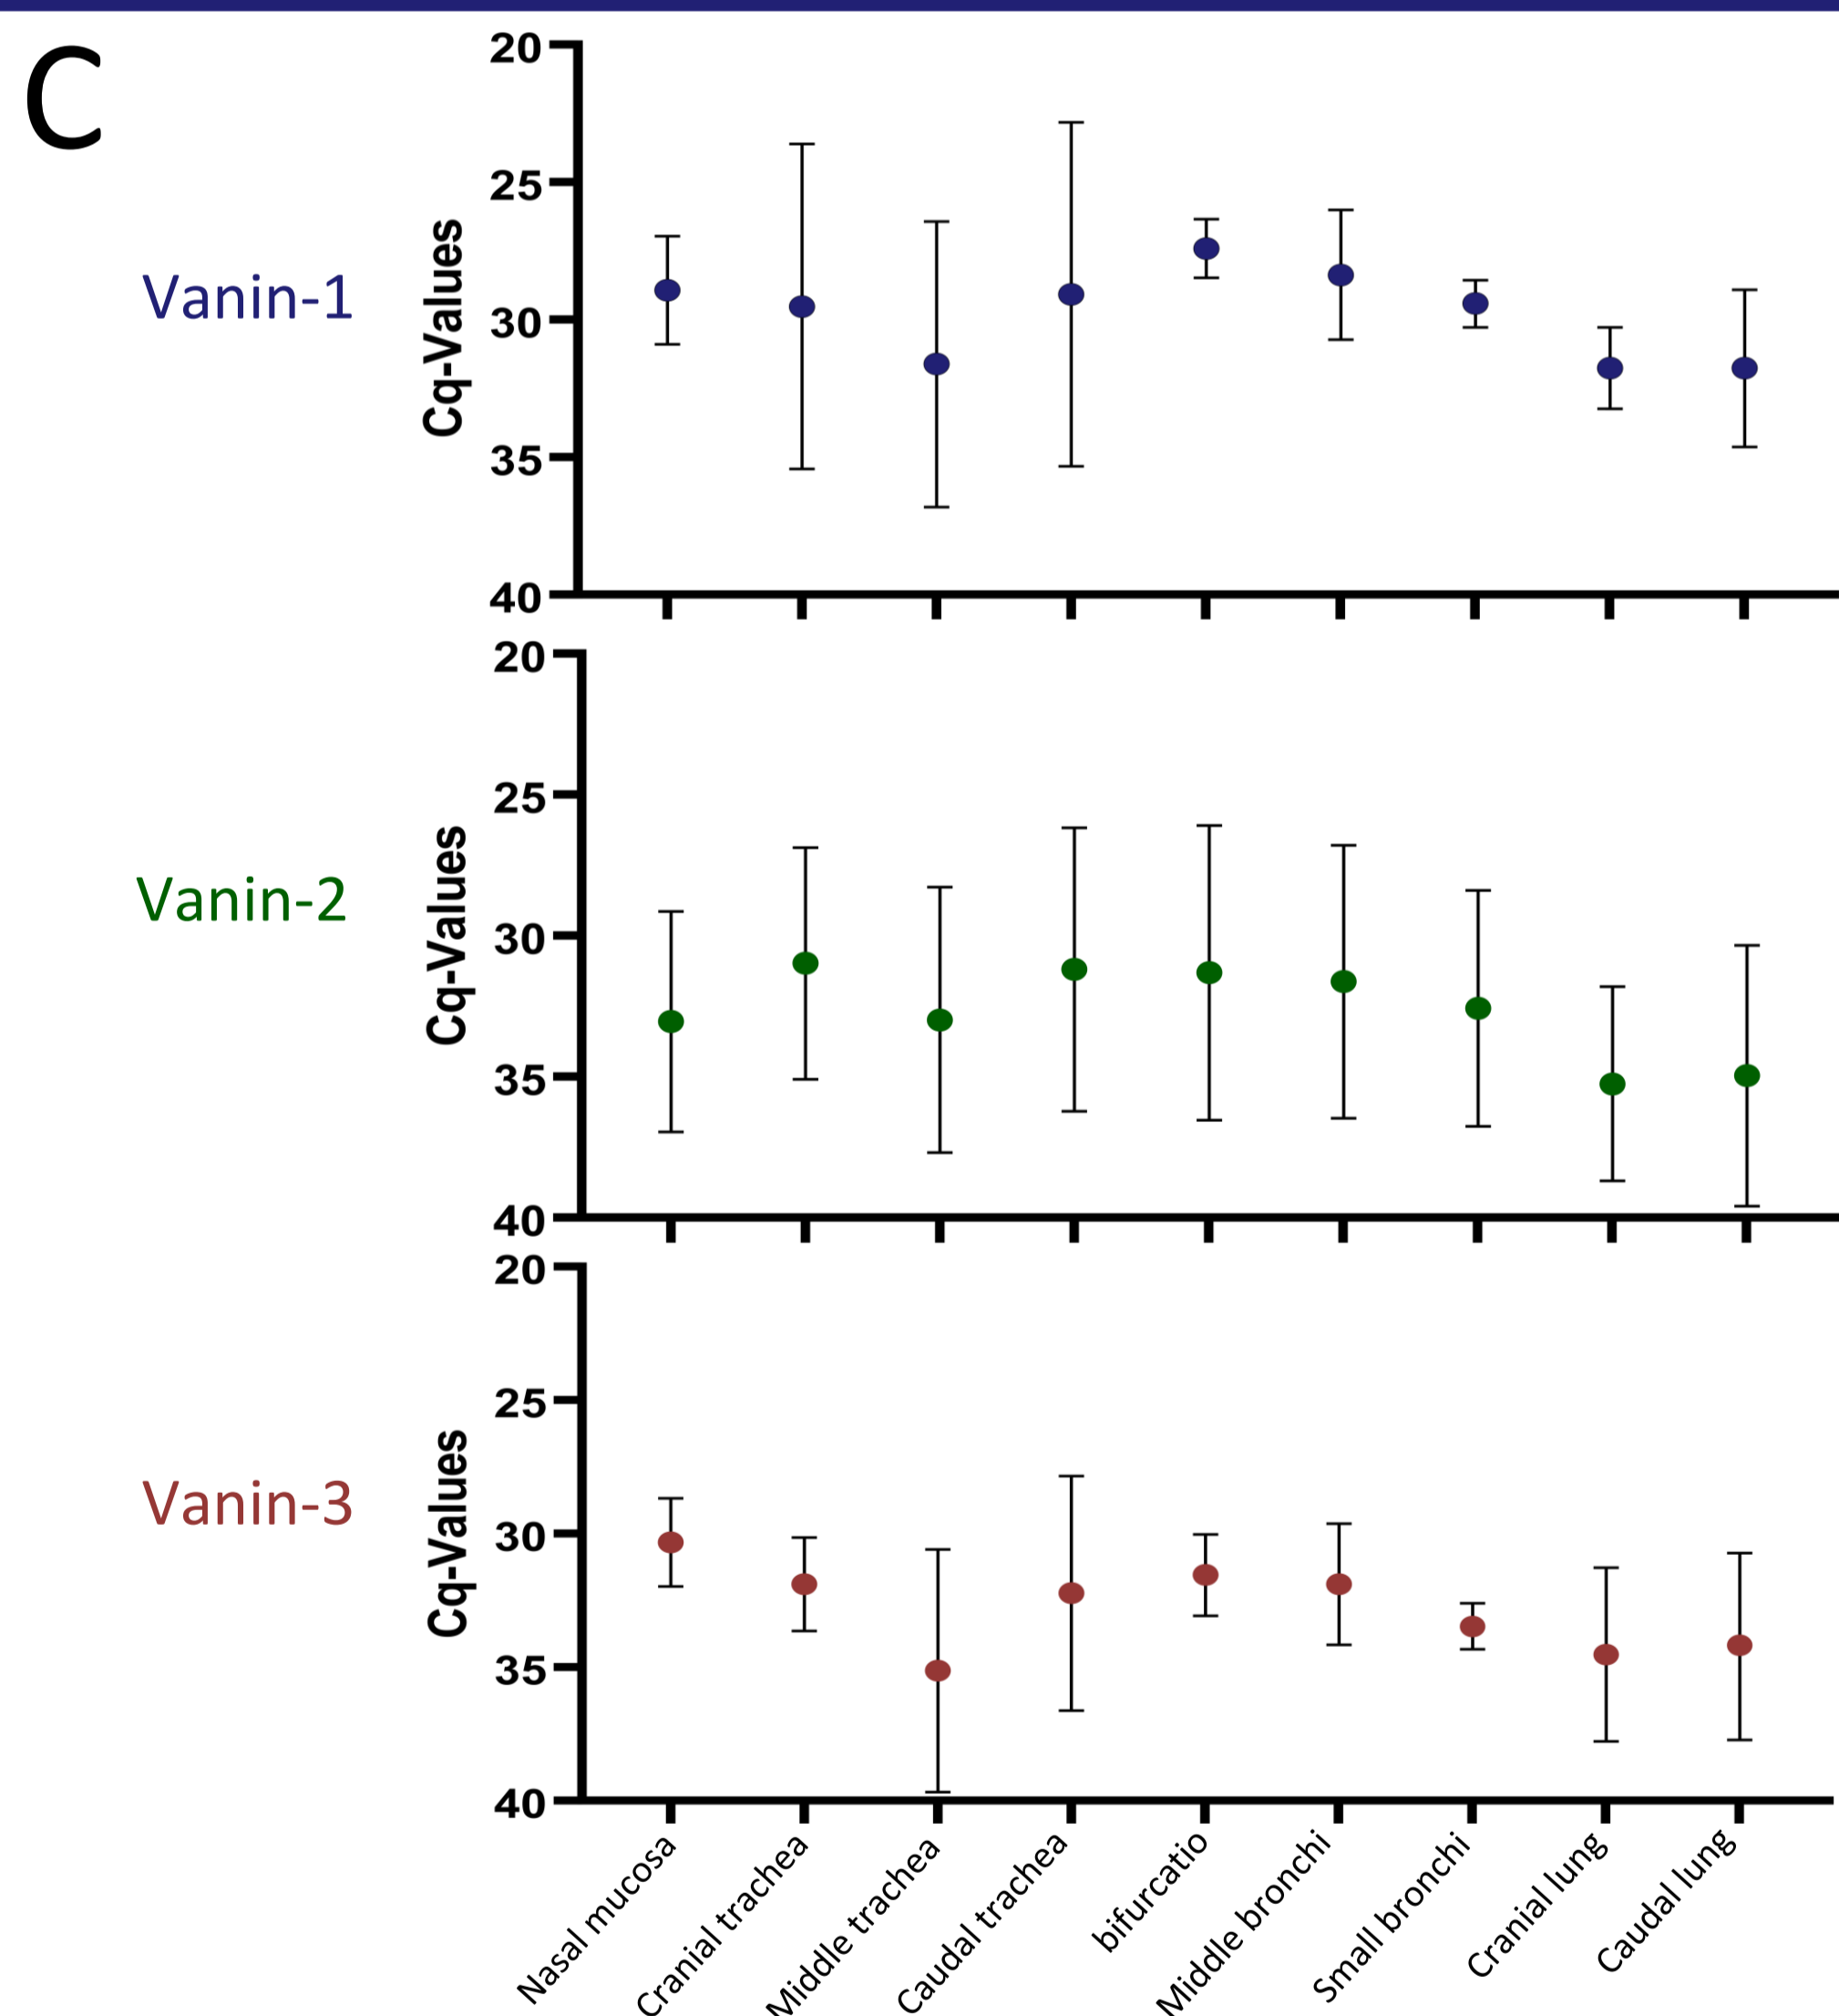 C
Vanin-1
Cq-Values
20
25
30
35
40
Vanin-2
Cq-Values
20
25
30
35
40
Vanin-3
Cq-Values
20
25
30
35
40
Nasal mucosa
Cranial trachea
Middle trachea
Caudal trachea
bifurcatio
Middle bronchi
Small bronchi
Cranial lung
Caudal lung